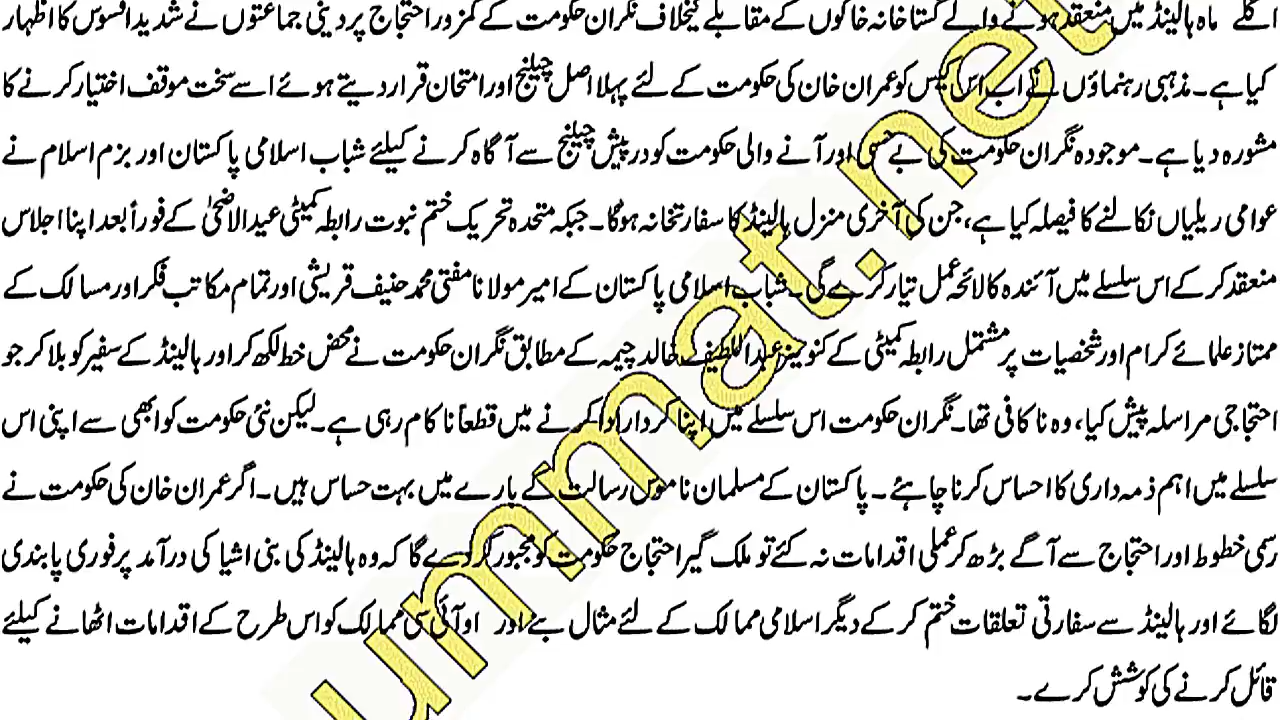 اگلے ماہ ہالینڈ میں منعقد ہونے والے گستاخانہ خاکوں کے مقابلے کیخلاف نگران حکومت کے کمزور احتجاج پر دینی جماعتوں نے شدید افسوس کا اظہار
کیا ہے۔ مذہبی رہنماؤں نے اب اس کیس کو عمران خان کی حکومت کے لئے پہلا اصل چیلنج اور امتحان قرار دیتے ہوئے اسے سخت موقف اختیار کرنے کا
مشورہ دیا ہے۔ موجودہ نگران حکومت کی بے حسی اور آنے والی حکومت کو درپیش چیلنج سے آگاہ کرنے کیلئے شباب اسلامی پاکستان اور بزم اسلام نے
عوامی ریلیاں نکالنے کا فیصلہ کیا ہے، جن کی آخری منزل ہالینڈ کا سفارتخانہ ہوگا۔ جبکہ متحدہ تحریک ختم نبوت رابطہ کمیٹی عید الاضحیٰ کے فوراً بعد اپنا اجلاس
منعقد کر کے اس سلسلے میں آئندہ کا لائحہ عمل تیار کرے گی۔ شباب اسلامی پاکستان کے امیر مولانا مفتی محمد حنیف قریشی اور تمام مکاتب فکر اور مسالک کے
ممتاز علمائے کرام اور شخصیات پر مشتمل رابطہ کمیٹی کے کنوینر عبداللطیف خالد چیمہ کے مطابق نگران حکومت نے محض خط لکھ کر اور ہالینڈ کے سفیر کو بلا کر جو
احتجاجی مراسلہ پیش کیا، وہ ناکافی تھا۔ نگران حکومت اس سلسلے میں اپنا کردار ادا کرنے میں قطعاً ناکام رہی ہے۔ لیکن نئی حکومت کو ابھی سے اپنی اس
سلسلے میں اہم ذمہ داری کا احساس کرنا چاہئے۔ پاکستان کے مسلمان ناموس رسالت کے بارے میں بہت حساس ہیں۔ اگر عمران خان کی حکومت نے
رسمی خطوط اور احتجاج سے آگے بڑھ کر عملی اقدامات نہ کئے تو ملک گیر احتجاج حکومت کو مجبور کر دے گا کہ وہ ہالینڈ کی بنی اشیا کی درآمد پر فوری پابندی
لگائے اور ہالینڈ سے سفارتی تعلقات ختم کر کے دیگر اسلامی ممالک کے لئے مثال بنے اور او آئی سی ممالک کو اس طرح کے اقدامات اٹھانے کیلئے
قائل کرنے کی کوشش کرے۔
ummat.net